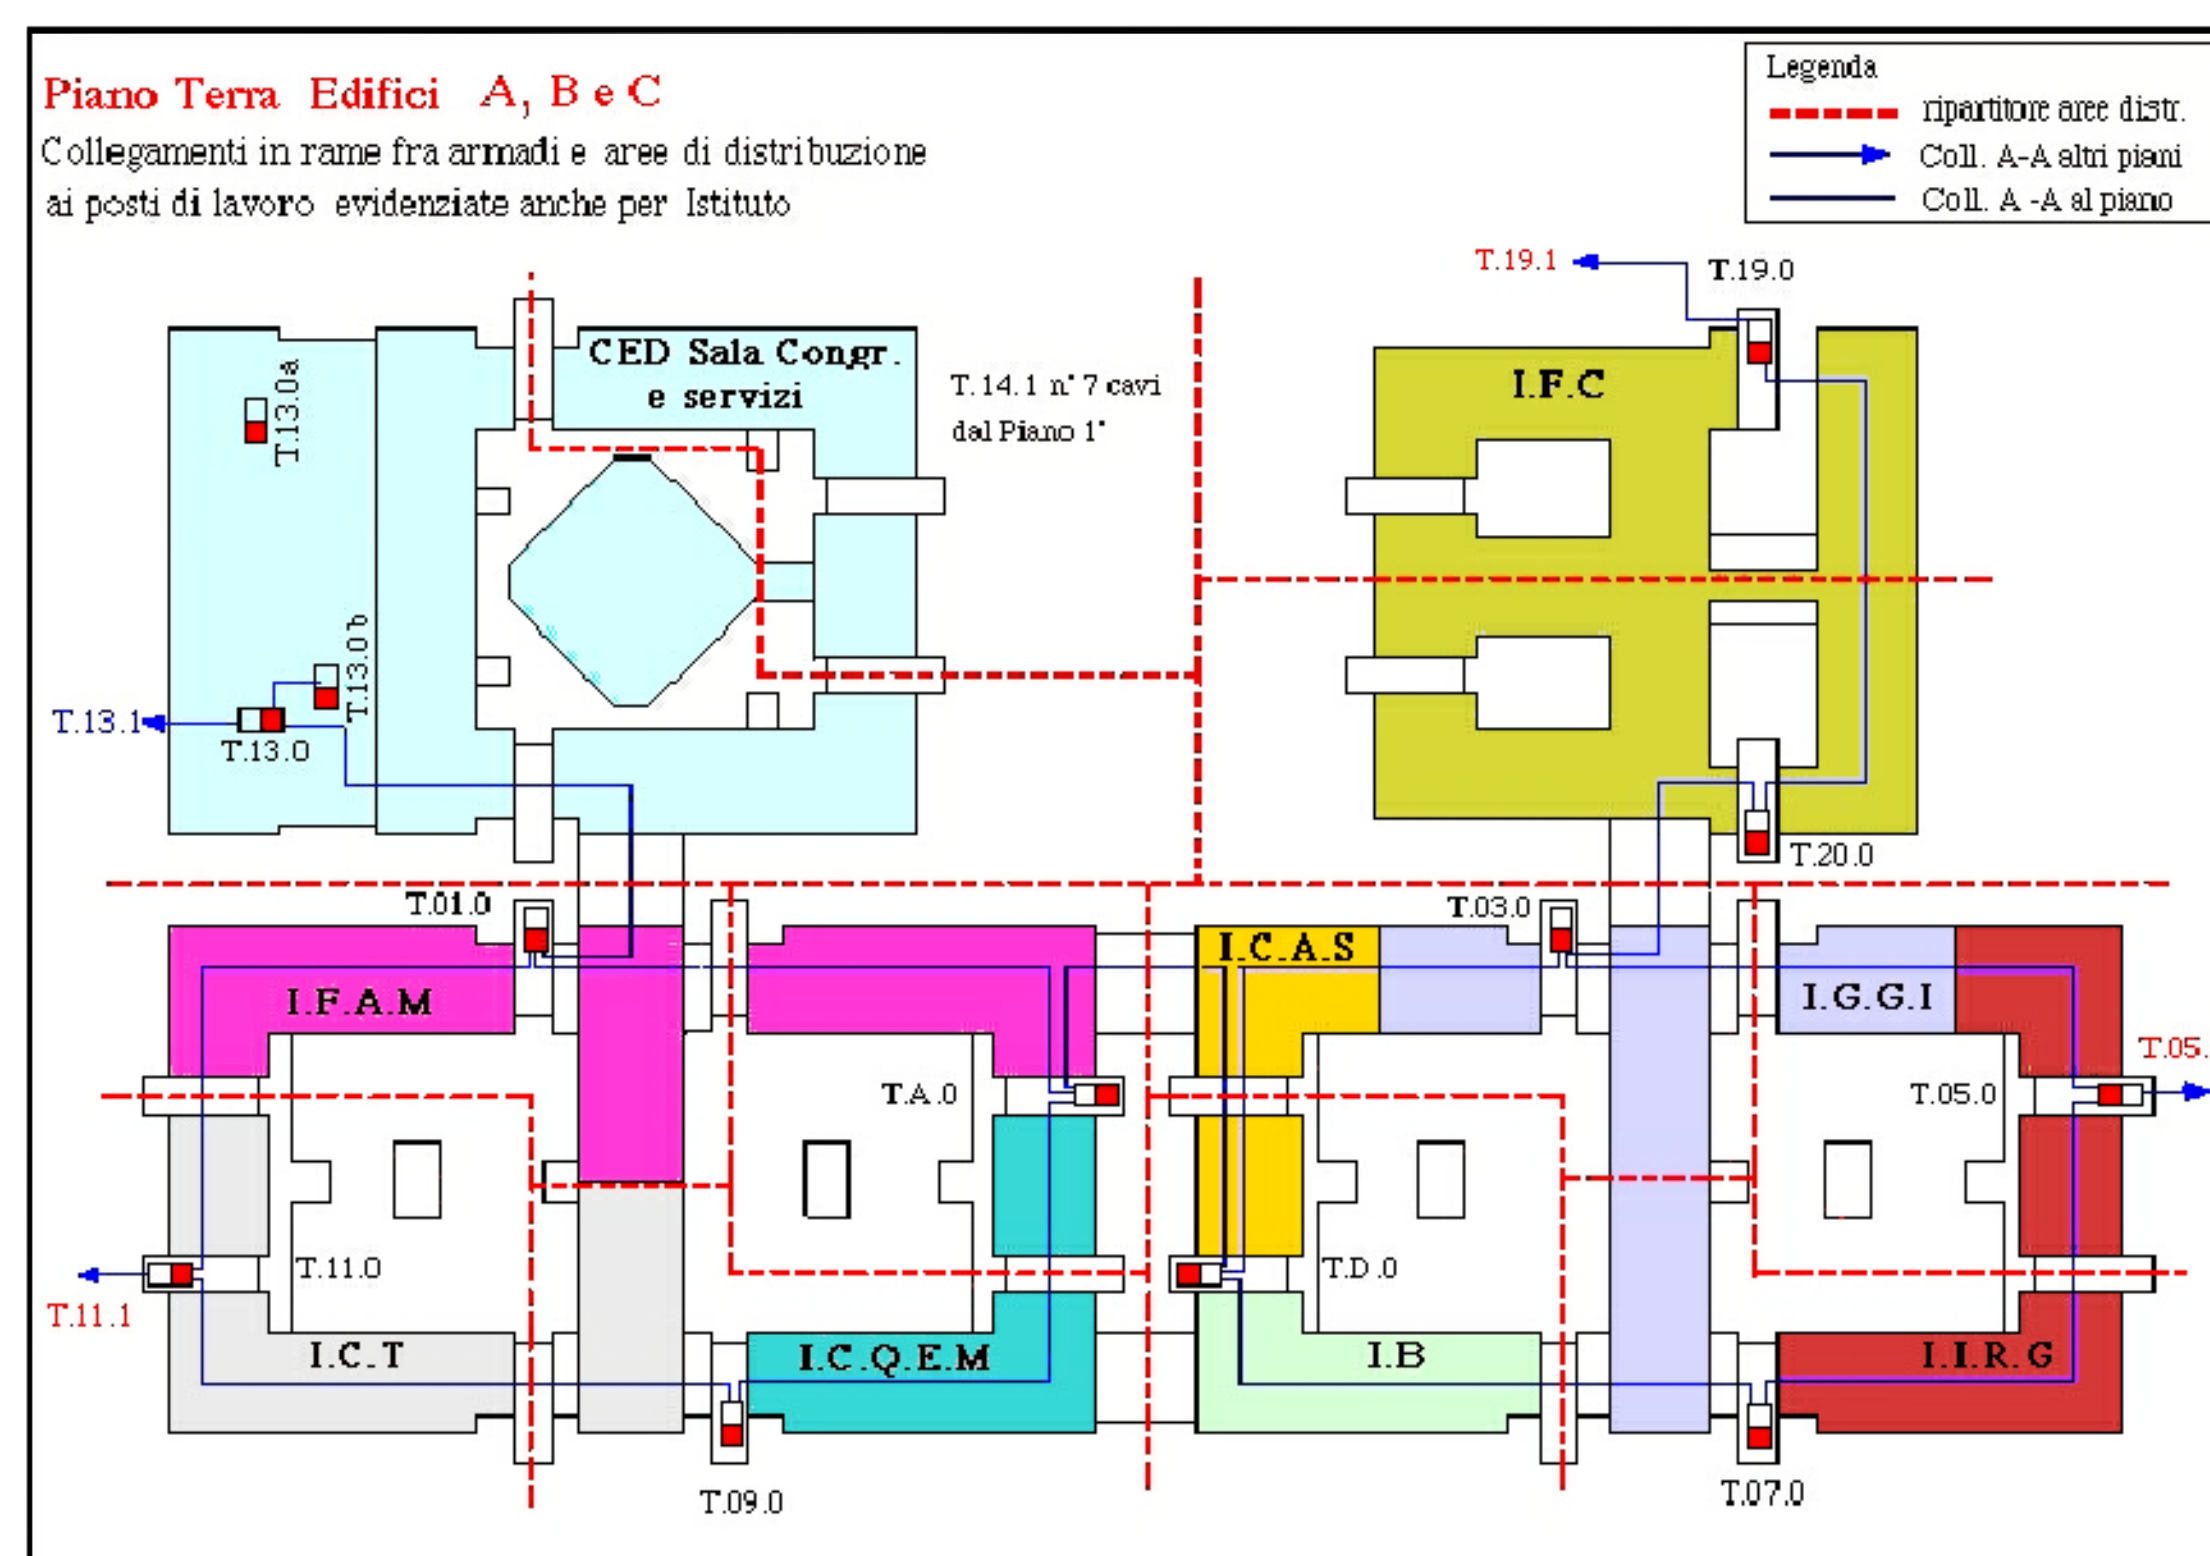 Piano Terra Edifici A, B e C
Collegamenti in rame fra armadi e aree di distribuzione
ai posti di lavoro evidenziate anche per Istituto
Legenda
ripartitore aree distr.
Coll. A-A altri piani
Coll. A -A al piano
T.19.1
T.19.0
CED Sala Congr.
e servizi
T.13.0a
T.14.1 n° 7 cavi
dal Piano 1°
I.F.C
T.13.0b
T.13.1
T.13.0
T.20.0
T.01.0
T.03.0
I.F.A.M
I.C.A.S
I.G.G.I
T.05.
T.A.0
T.05.0
T.11.0
T.D.0
T.11.1
I.C.T
I.C.Q.E.M
I.B
I.I.R.G
T.09.0
T.07.0